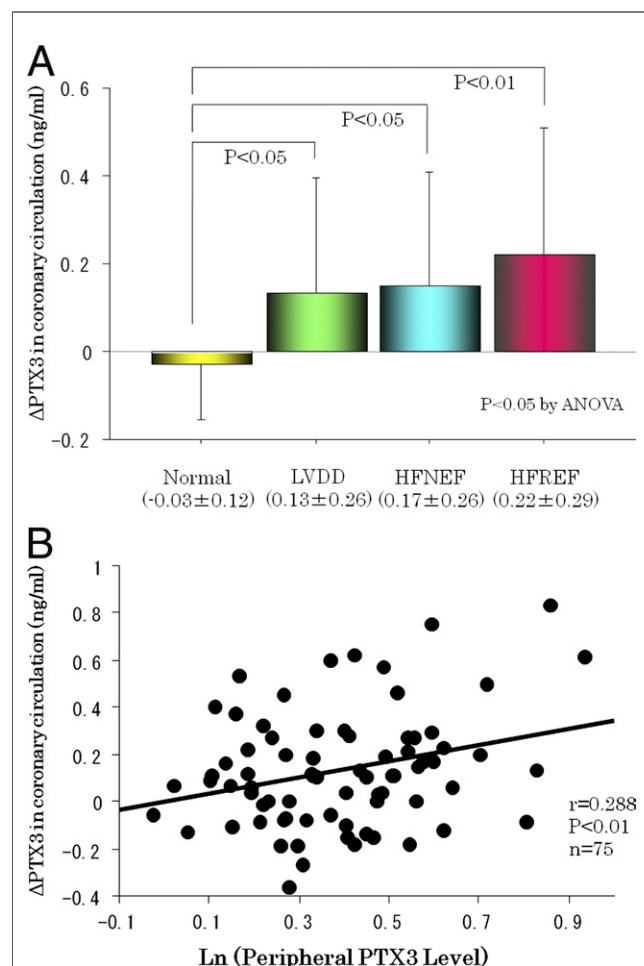 A
ΔPTX3 in coronary circulation (ng/ml)
0.6
0.4
0.2
0
-0.2
P<0.01
P<0.05
P<0.05
P<0.05 by ANOVA
Normal LVDD HFNEF HFREF
(-0.03±0.12) (0.13±0.26) (0.17±0.26) (0.22±0.29)
B
ΔPTX3 in coronary circulation (ng/ml)
1
0.8
0.6
0.4
0.2
0
-0.2
-0.4
r=0.288
P<0.01
n=75
-0.1 0.1 0.3 0.5 0.7 0.9
Ln (Peripheral PTX3 Level)